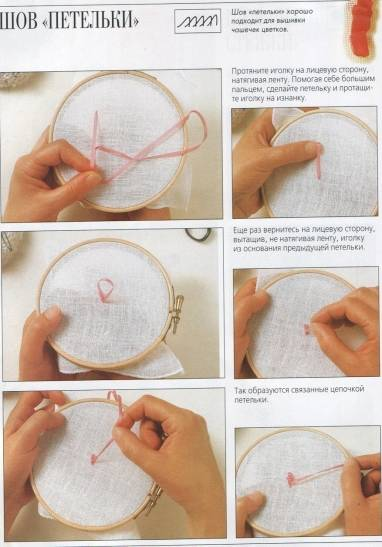 ШОВ «ПЕТЕЛЬКИ»
Шов «петельки» хорошо
подходит для вышивки
чашечек цветков.
Протяните иголку на лицевую сторону,
натягивая ленту. Помогая себе большим
пальцем, сделайте петельку и протащи-
те иголку на изнанку.
Еще раз вернитесь на лицевую сторону,
вытащив, не натягивая ленту, иголку
из основания предыдущей петельки.
Так образуются связанные цепочкой
петельки.